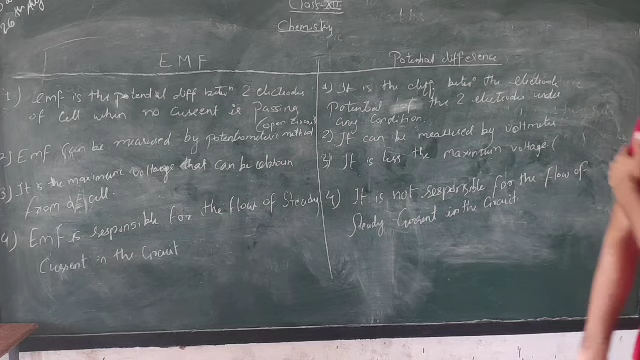 26th Aug
Class-XII
Chemistry
EMF
1) emf is the potential diff betwn 2 electrodes
of cell when no current is passing
(open circuit
2) EMF can be measured by potentiometric method
3) It is the maximum voltage that can be obtain
from a cell
4) EMF is responsible for the flow of steady
current in the circuit
Potential difference
1) It is the diff betwn the electrode
Potential of the 2 electrodes under
any condition.
2) It can be measured by voltmeter
3) It is less the maximum voltage (
4) It is not responsible for the flow of
steady current in the circuit